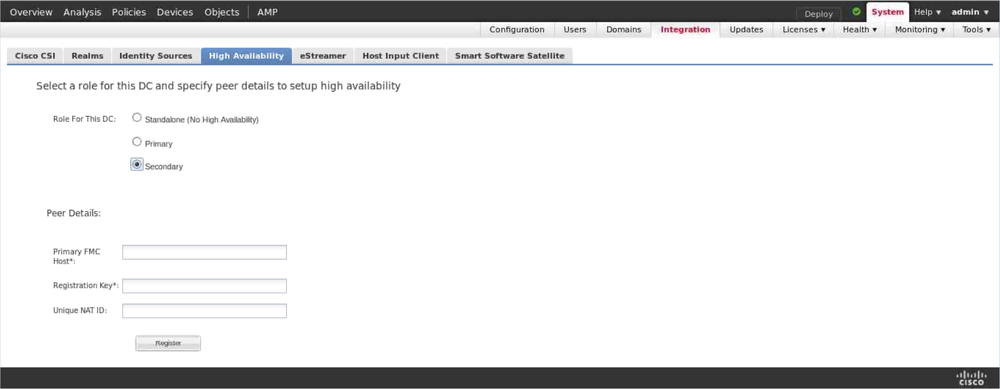 Overview Analysis Policies Devices Objects AMP Deploy System Help ▾ admin ▾
Configuration Users Domains Integration Updates Licenses ▾ Health ▾ Monitoring ▾ Tools ▾
Cisco CSI Realms Identity Sources High Availability eStreamer Host Input Client Smart Software Satellite
Select a role for this DC and specify peer details to setup high availability
Role For This DC: Standalone (No High Availability)
Primary
Secondary
Peer Details:
Primary FMC
Host*:
Registration Key*:
Unique NAT ID:
Register
CISCO